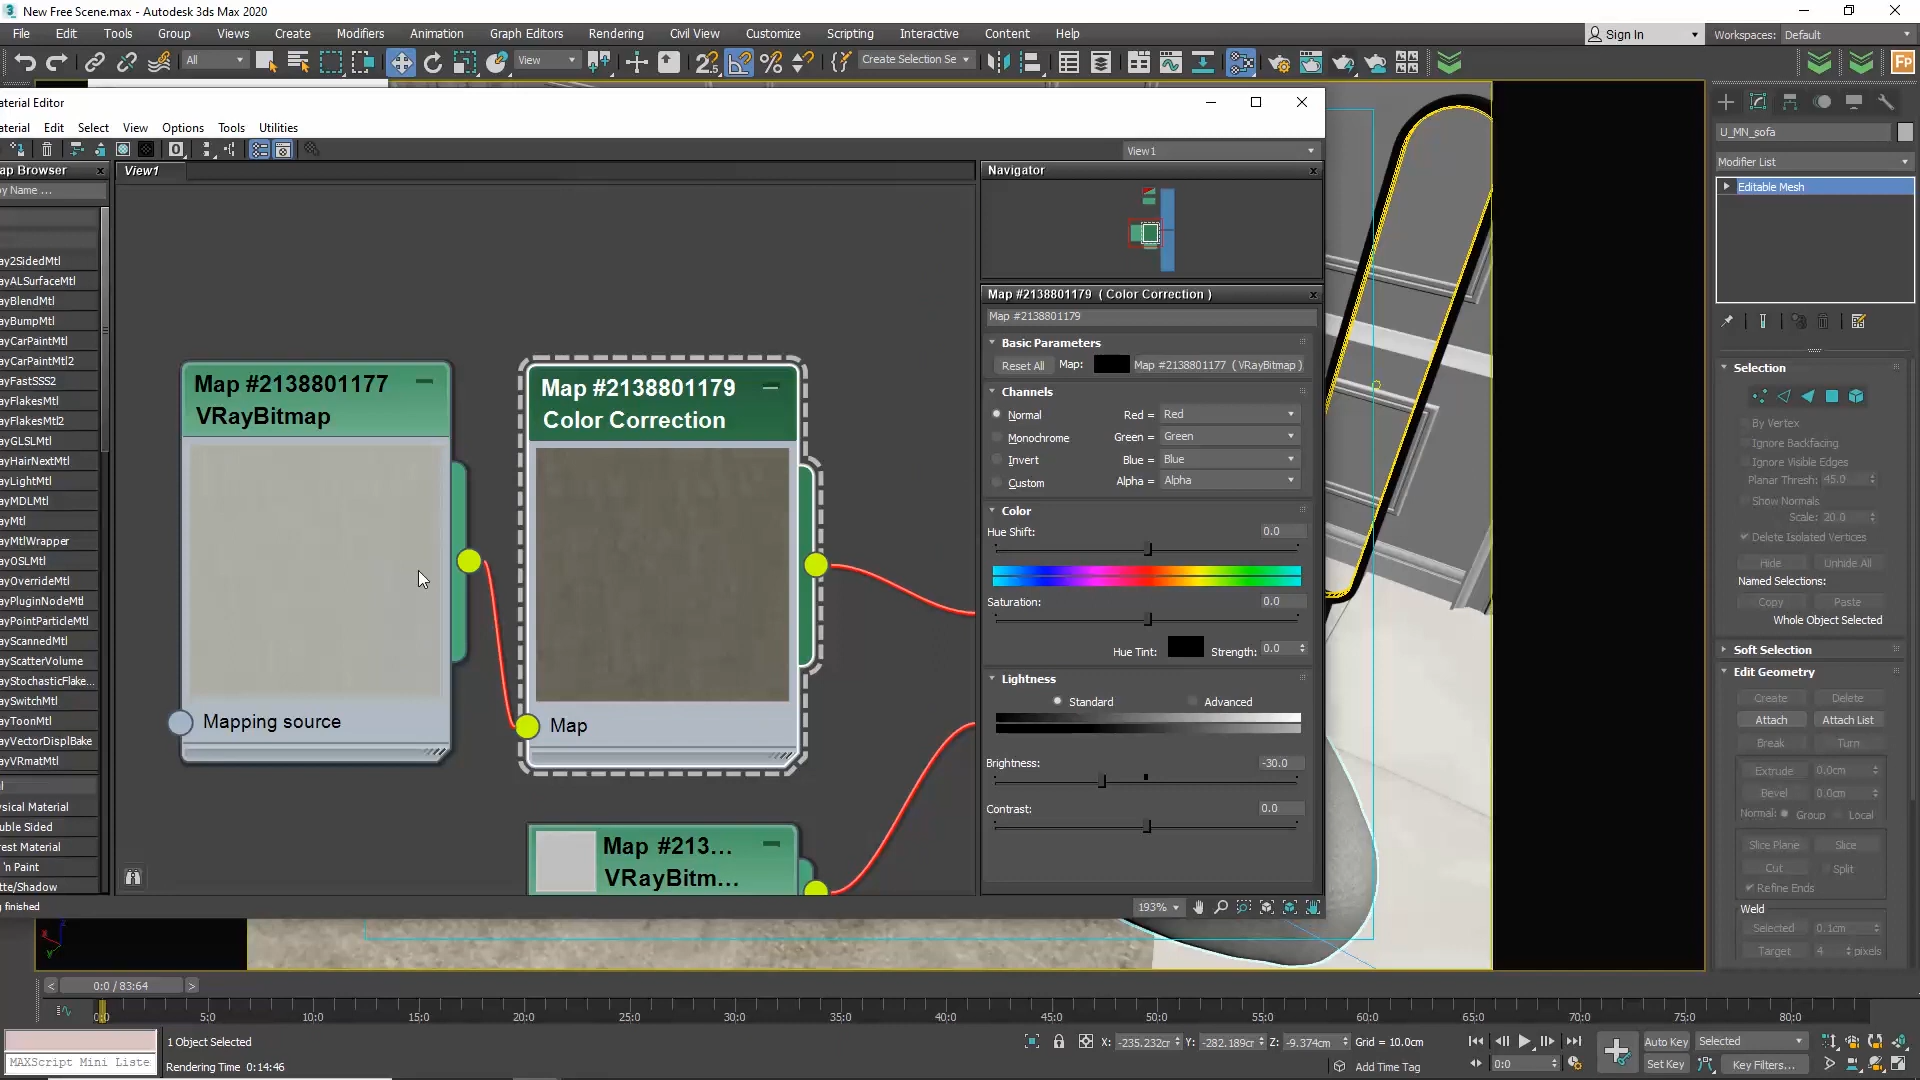 New Free Scene.max - Autodesk 3ds Max 2020
File Edit Tools Group Views Create Modifiers Animation Graph Editors Rendering Civil View Customize Scripting Interactive Content Help
Sign In Workspaces: Default
All View Create Selection Se
aterial Editor
aterial Edit Select View Options Tools Utilities
View1
ap Browser
y Name ...
ay2SidedMtl
ayALSurfaceMtl
ayBlendMtl
ayBumpMtl
ayCarPaintMtl
ayCarPaintMtl2
ayFastSSS2
ayFlakesMtl
ayFlakesMtl2
ayGLSLMtl
ayHairNextMtl
ayLightMtl
ayMDLMtl
ayMtl
ayMtlWrapper
ayOSLMtl
ayOverrideMtl
ayPluginNodeMtl
ayPointParticleMtl
ayScannedMtl
ayScatterVolume
ayStochasticFlake...
aySwitchMtl
ayToonMtl
ayVectorDisplBake
ayVRmatMtl
l
ysical Material
uble Sided
rest Material
'n Paint
tte/Shadow
g finished
View1
Map #2138801177
VRayBitmap
Mapping source
Map #2138801179
Color Correction
Map
Map #213...
VRayBitm...
Navigator
Map #2138801179 ( Color Correction )
Map #2138801179
Basic Parameters
Reset All Map: Map #2138801177 ( VRayBitmap )
Channels
Normal Red = Red
Monochrome Green = Green
Invert Blue = Blue
Custom Alpha = Alpha
Color
Hue Shift: 0.0
Saturation: 0.0
Hue Tint: Strength: 0.0
Lightness
Standard Advanced
Brightness: -30.0
Contrast: 0.0
193%
U_MN_sofa
Modifier List
Editable Mesh
Selection
By Vertex
Ignore Backfacing
Ignore Visible Edges
Planar Thresh: 45.0
Show Normals
Scale: 20.0
Delete Isolated Vertices
Hide Unhide All
Named Selections:
Copy Paste
Whole Object Selected
Soft Selection
Edit Geometry
Create Delete
Attach Attach List
Break Turn
Extrude 0.0cm
Bevel 0.0cm
Normal: Group Local
Slice Plane Slice
Cut Split
Refine Ends
Weld
Selected 0.1cm
Target 4 pixels
< 0:0 / 83:64 >
0:0 5:0 10:0 15:0 20:0 25:0 30:0 35:0 40:0 45:0 50:0 55:0 60:0 65:0 70:0 75:0 80:0
1 Object Selected
X: -235.232cr Y: -282.189cr Z: -9.374cm Grid = 10.0cm
Auto Key Selected
MAXScript Mini Liste
Rendering Time 0:14:46
Add Time Tag
0:0
Set Key Key Filters...